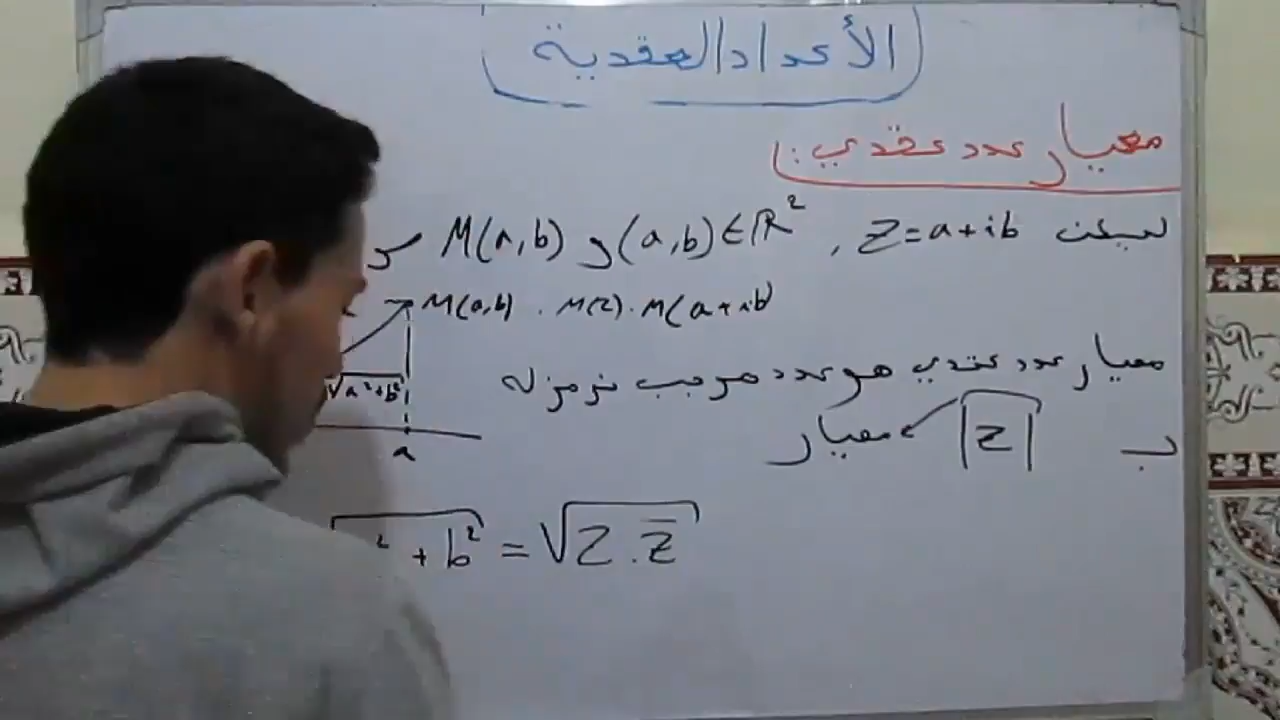 الأعداد العقدية
معيار عدد عقدي :
ليكن z=a+ib , (a,b)∈ℝ² و M(a,b)
M(a,b) . M(z) . M(a+ib)
√a²+b²
a
معيار عدد عقدي هو عدد موجب نرمز له
ب |z| معيار
² + b² = √z.z̅